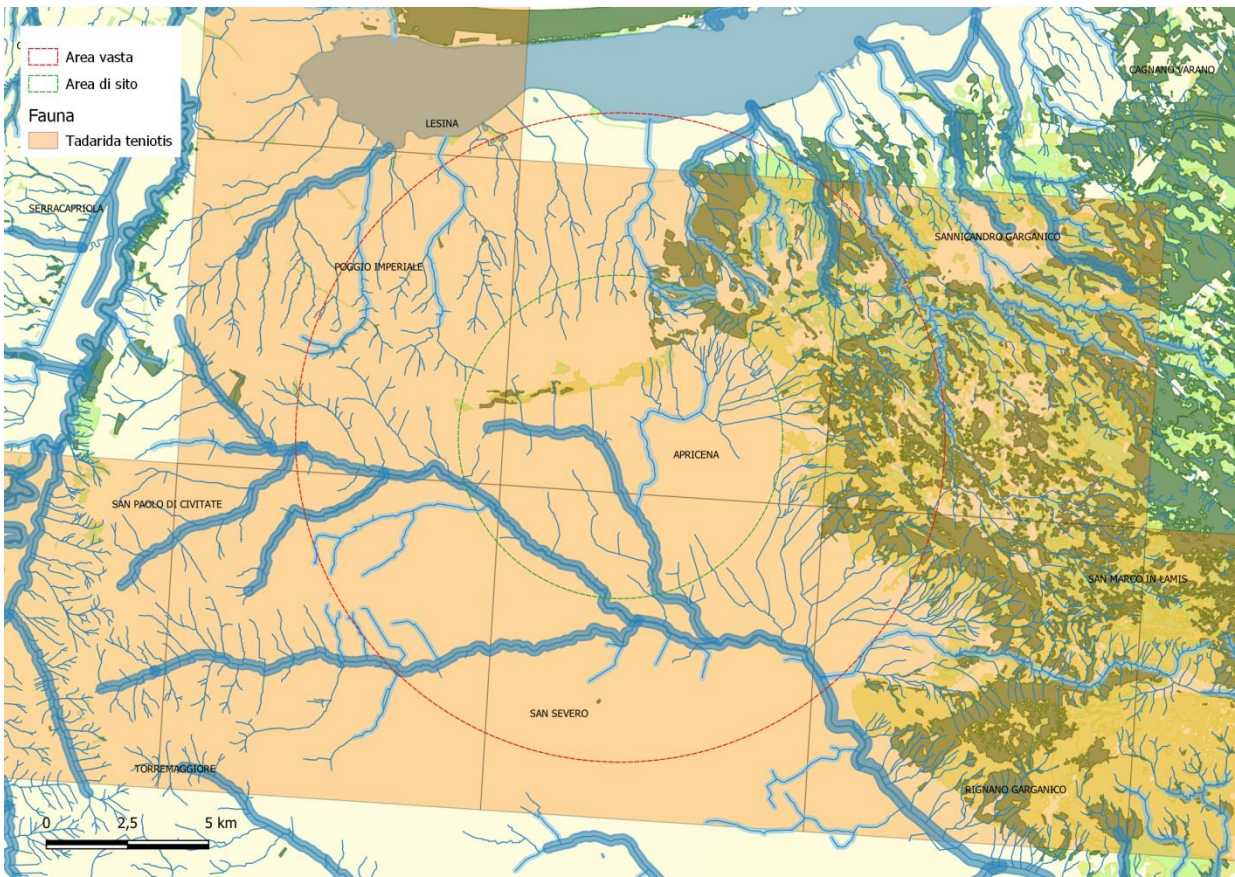 Area vasta
Area di sito
Fauna
Tadarida teniotis
CAGNANO VARANO
LESINA
SERRACAPRIOLA
SANNICANDRO GARGANICO
POGGIO IMPERIALE
APRICENA
SAN PAOLO DI CIVITATE
SAN MARCO IN LAMIS
SAN SEVERO
TORREMAGGIORE
RIGNANO GARGANICO
0 2,5 5 km